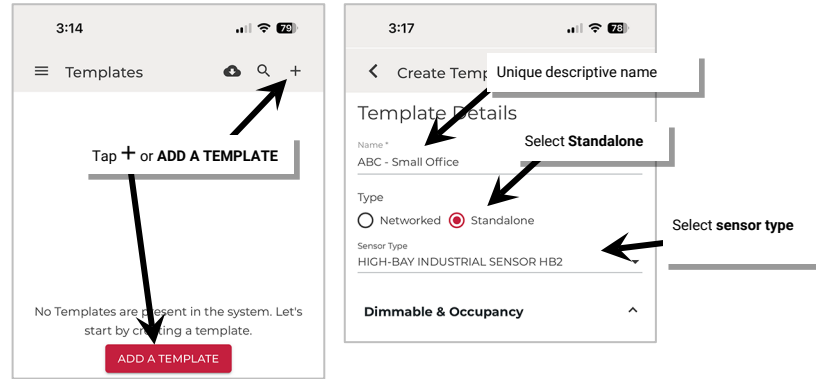 3:14
79
Templates
Tap + or ADD A TEMPLATE
No Templates are present in the system. Let's
start by creating a template.
ADD A TEMPLATE
3:17
78
Create Temp
Unique descriptive name
Template Details
Name *
ABC - Small Office
Select Standalone
Type
Networked
Standalone
Select sensor type
Sensor Type
HIGH-BAY INDUSTRIAL SENSOR HB2
Dimmable & Occupancy